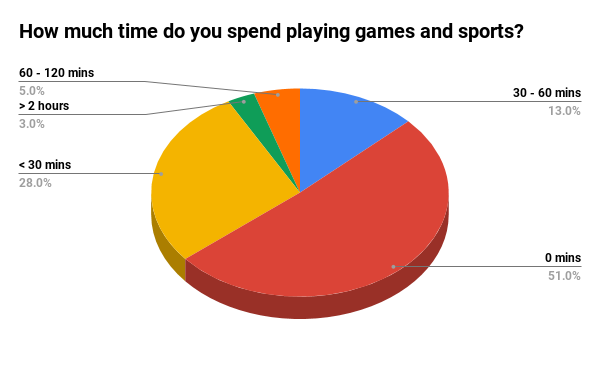 How much time do you spend playing games and sports?
60 - 120 mins
5.0%
> 2 hours
3.0%
< 30 mins
28.0%
30 - 60 mins
13.0%
0 mins
51.0%